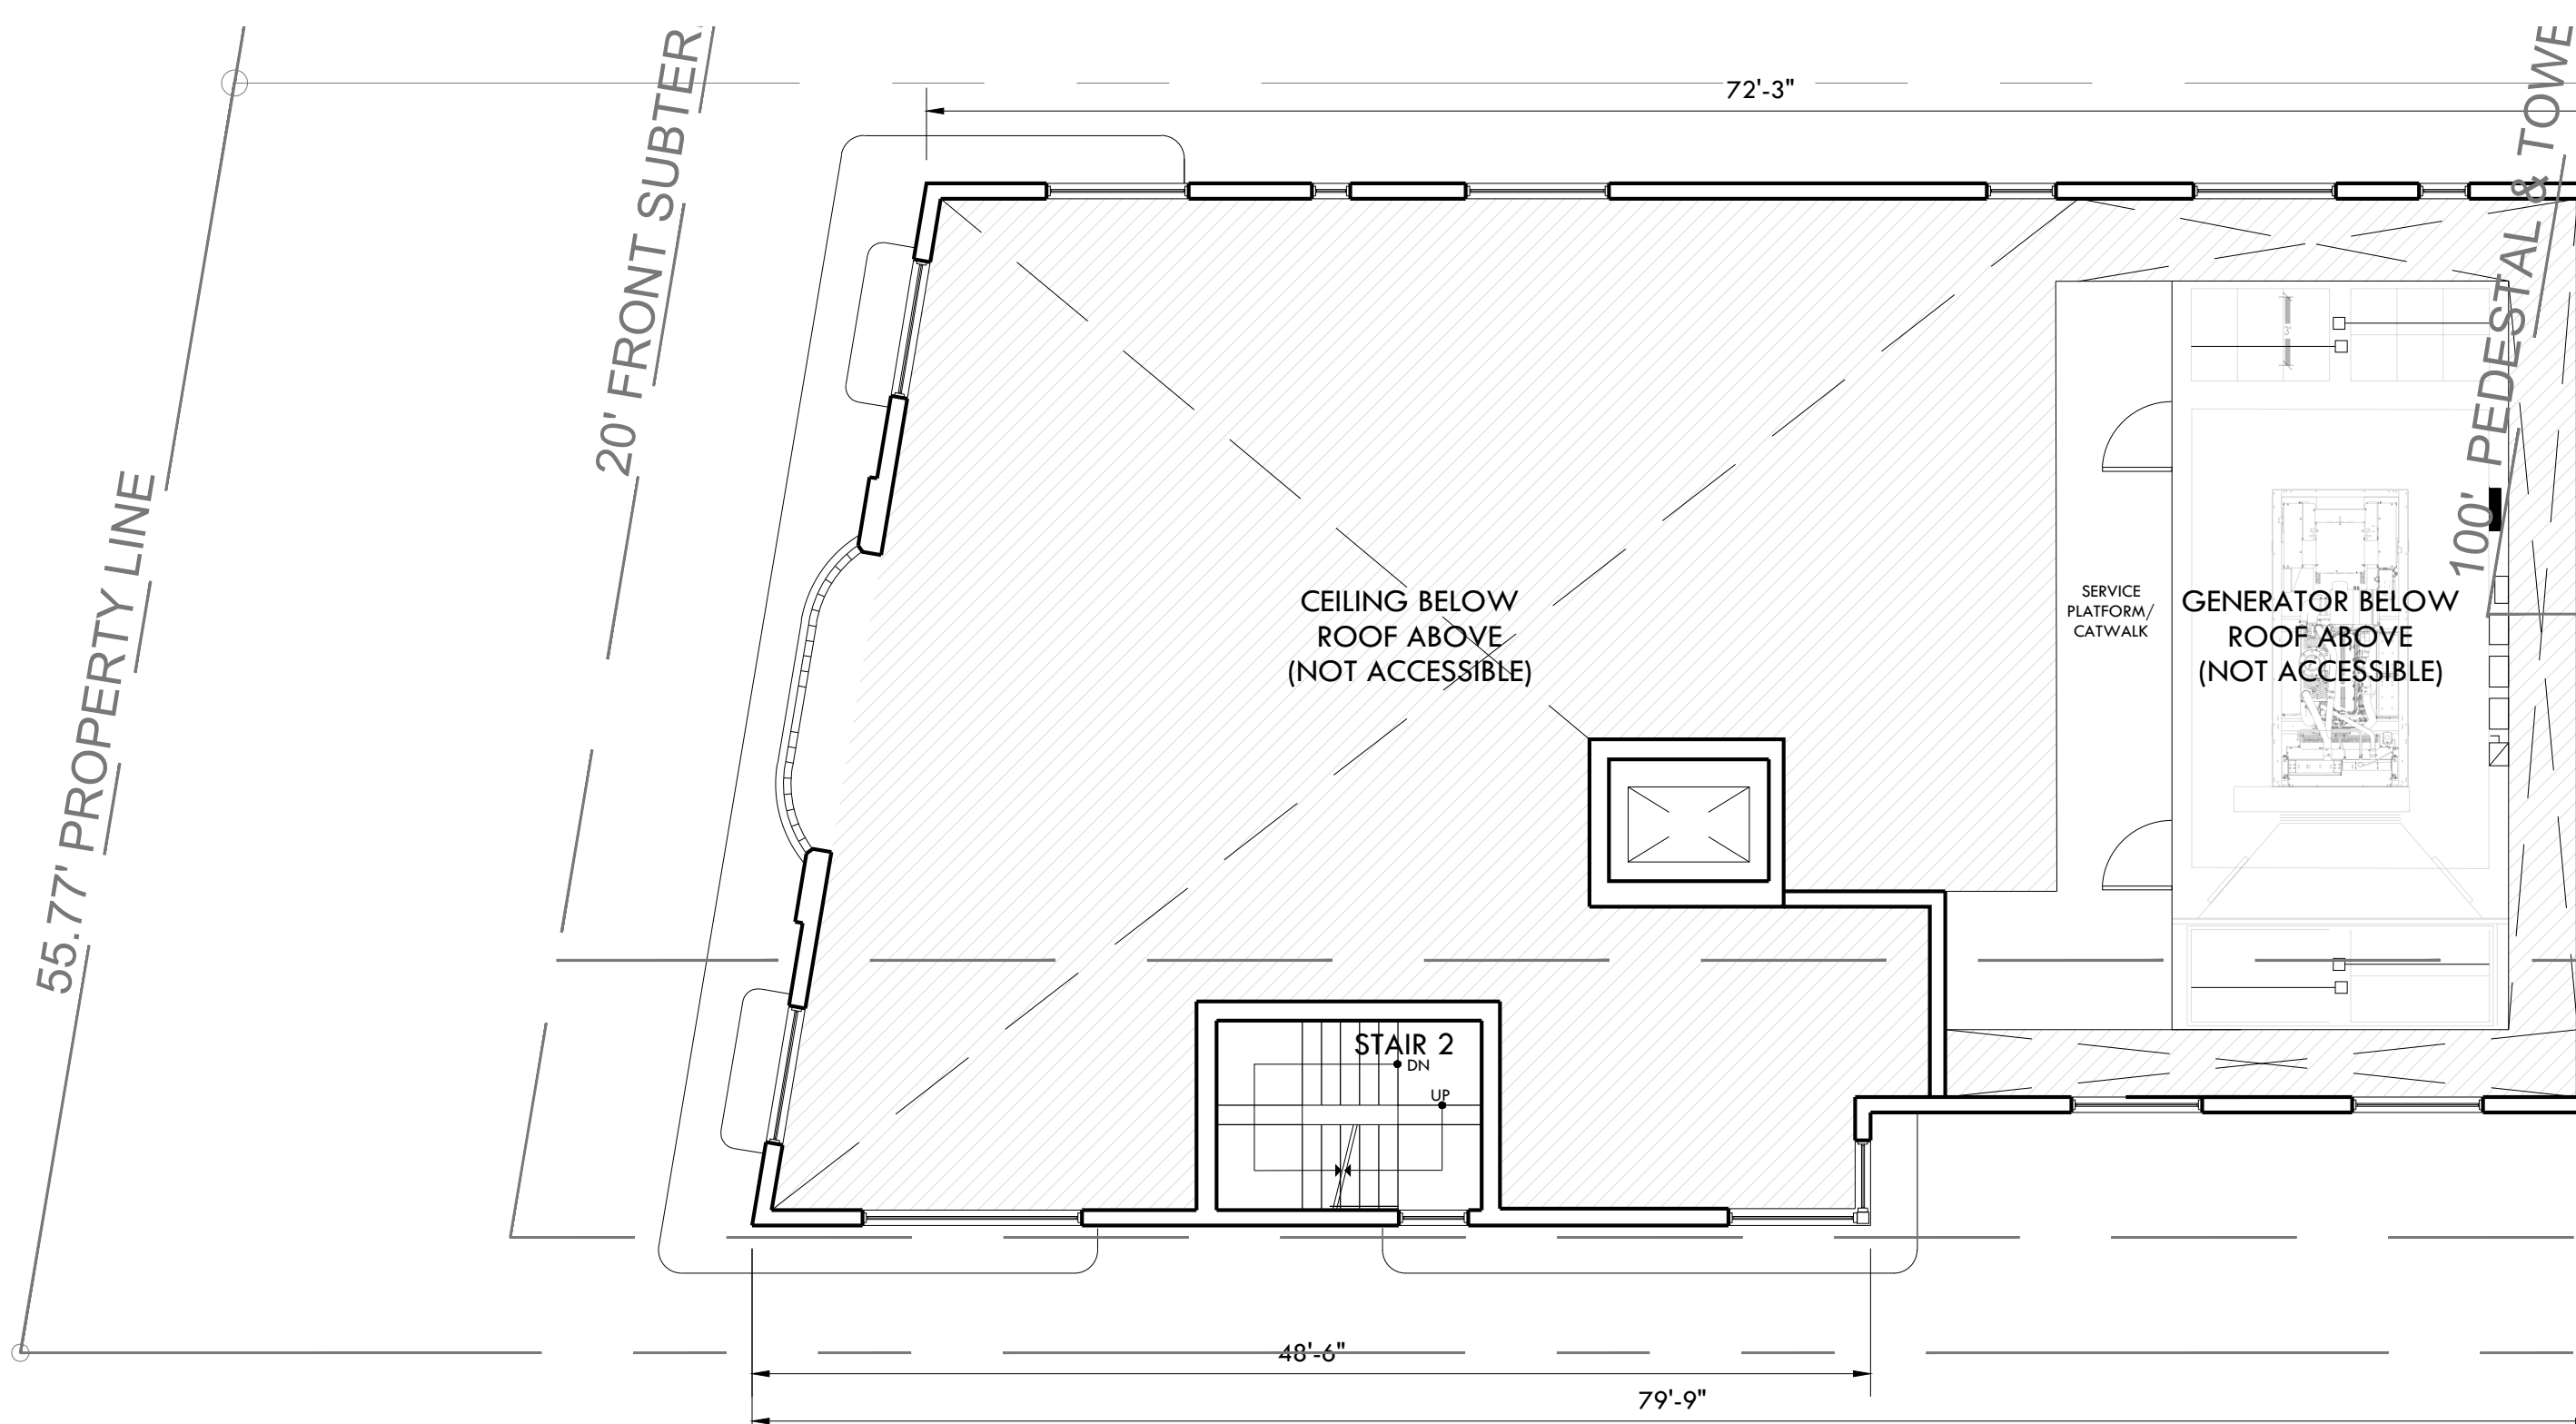 72'-3"
55.77' PROPERTY LINE
20' FRONT SUBTER
100' PEDESTAL & TOWE
3'
CEILING BELOW
ROOF ABOVE
(NOT ACCESSIBLE)
SERVICE
PLATFORM/
CATWALK
GENERATOR BELOW
ROOF ABOVE
(NOT ACCESSIBLE)
STAIR 2
DN
UP
48'-6"
79'-9"